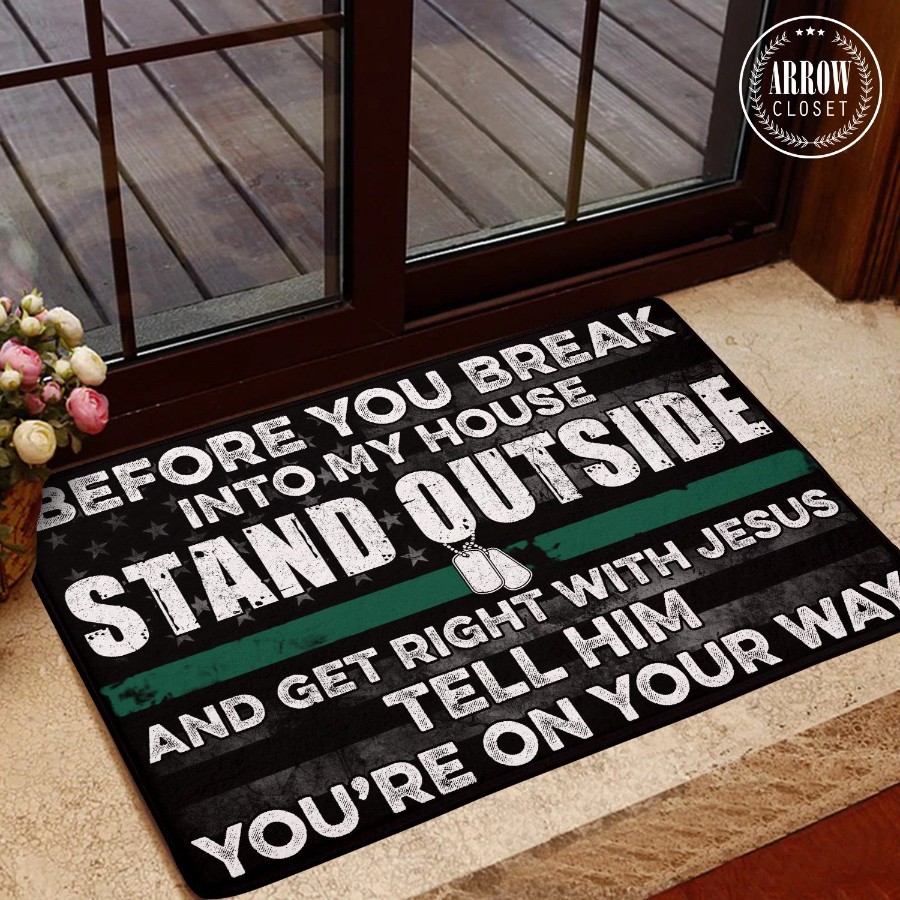 ARROW
CLOSET
BEFORE YOU BREAK
INTO MY HOUSE
STAND OUTSIDE
AND GET RIGHT WITH JESUS
TELL HIM
YOU'RE ON YOUR WAY